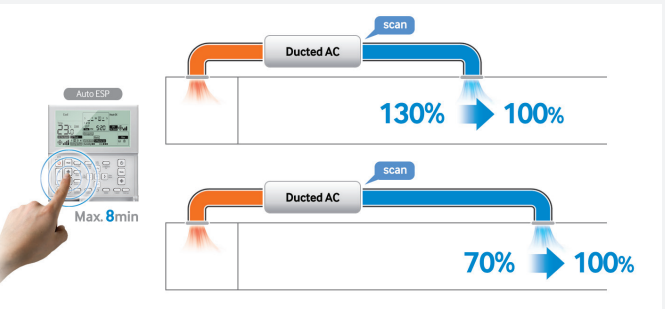 scan
Ducted AC
130% 100%
Auto ESP
Max. 8min
scan
Ducted AC
70% 100%